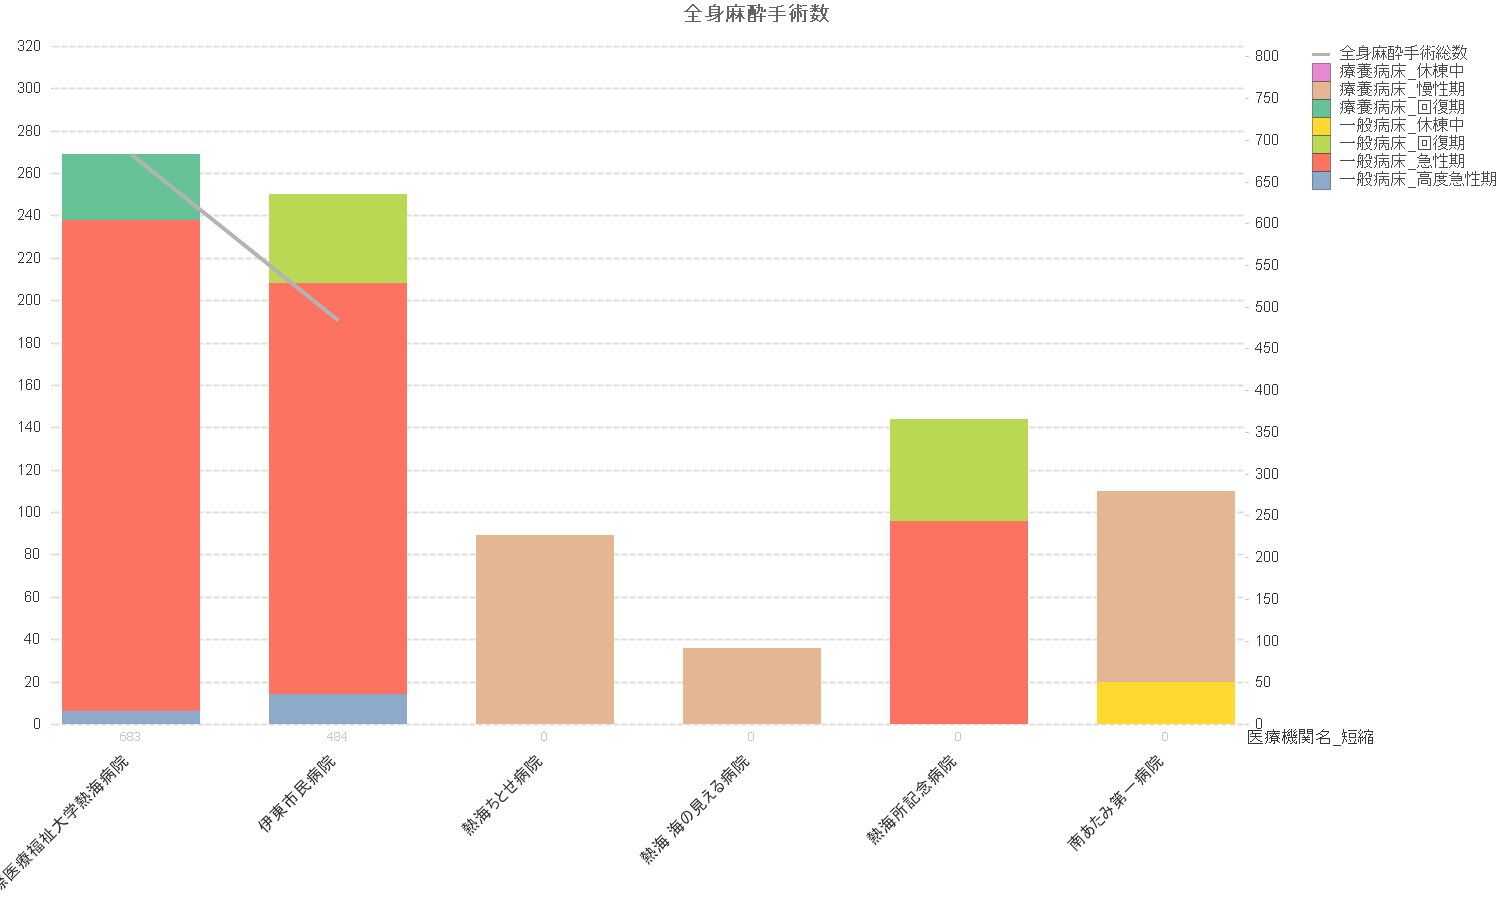 全身麻酔手術数
320
300
280
260
240
220
200
180
160
140
120
100
80
60
40
20
0
800
750
700
650
600
550
500
450
400
350
300
250
200
150
100
50
0
全身麻酔手術総数
療養病床_休棟中
療養病床_慢性期
療養病床_回復期
一般病床_休棟中
一般病床_回復期
一般病床_急性期
一般病床_高度急性期
683
484
0
0
0
0
医療機関名_短縮
際医療福祉大学熱海病院
伊東市民病院
熱海ちとせ病院
熱海 海の見える病院
熱海所記念病院
南あたみ第一病院